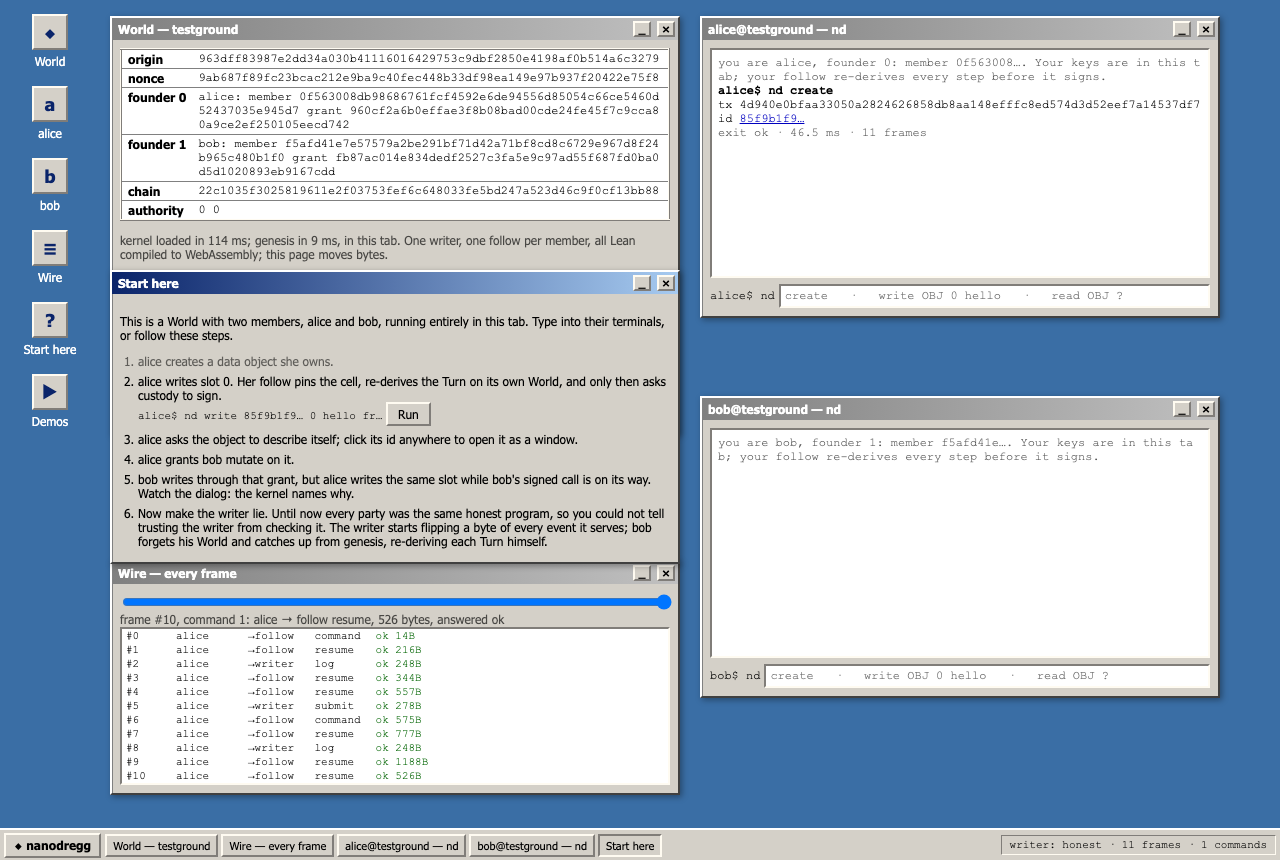 World
alice
bob
Wire
Start here
Demos
World — testground
origin 963dff83987e2dd34a030b41116016429753c9dbf2850e4198af0b514a6c3279
nonce 9ab687f89fc23bcac212e9ba9c40fec448b33df98ea149e97b937f20422e75f8
founder 0 alice: member 0f563008db98686761fcf4592e6de94556d85054c66ce5460d
52437035e945d7 grant 960cf2a6b0effae3f8b08bad00cde24fe45f7c9cca8
0a9ce2ef250105eecd742
founder 1 bob: member f5afd41e7e57579a2be291bf71d42a71bf8cd8c6729e967d8f24
b965c480b1f0 grant fb87ac014e834dedf2527c3fa5e9c97ad55f687fd0ba0
d5d1020893eb9167cdd
chain 22c1035f3025819611e2f03753fef6c648033fe5bd247a523d46c9f0cf13bb88
authority 0 0
kernel loaded in 114 ms; genesis in 9 ms, in this tab. One writer, one follow per member, all Lean
compiled to WebAssembly; this page moves bytes.
Start here
This is a World with two members, alice and bob, running entirely in this tab. Type into their terminals,
or follow these steps.
1. alice creates a data object she owns.
2. alice writes slot 0. Her follow pins the cell, re-derives the Turn on its own World, and only then asks
custody to sign.
alice$ nd write 85f9b1f9… 0 hello fr… Run
3. alice asks the object to describe itself; click its id anywhere to open it as a window.
4. alice grants bob mutate on it.
5. bob writes through that grant, but alice writes the same slot while bob's signed call is on its way.
Watch the dialog: the kernel names why.
6. Now make the writer lie. Until now every party was the same honest program, so you could not tell
trusting the writer from checking it. The writer starts flipping a byte of every event it serves; bob
forgets his World and catches up from genesis, re-deriving each Turn himself.
Wire — every frame
frame #10, command 1: alice → follow resume, 526 bytes, answered ok
#0 alice →follow command ok 14B
#1 alice →follow resume ok 216B
#2 alice →writer log ok 248B
#3 alice →follow resume ok 344B
#4 alice →follow resume ok 557B
#5 alice →writer submit ok 278B
#6 alice →follow command ok 575B
#7 alice →follow resume ok 777B
#8 alice →writer log ok 248B
#9 alice →follow resume ok 1188B
#10 alice →follow resume ok 526B
alice@testground — nd
you are alice, founder 0: member 0f563008…. Your keys are in this t
ab; your follow re-derives every step before it signs.
alice$ nd create
tx 4d940e0bfaa33050a2824626858db8aa148efffc8ed574d3d52eef7a14537df7
id 85f9b1f9…
exit ok · 46.5 ms · 11 frames
alice$ nd create · write OBJ 0 hello · read OBJ ?
bob@testground — nd
you are bob, founder 1: member f5afd41e…. Your keys are in this ta
b; your follow re-derives every step before it signs.
bob$ nd create · write OBJ 0 hello · read OBJ ?
nanodregg World — testground Wire — every frame alice@testground — nd bob@testground — nd Start here writer: honest · 11 frames · 1 commands